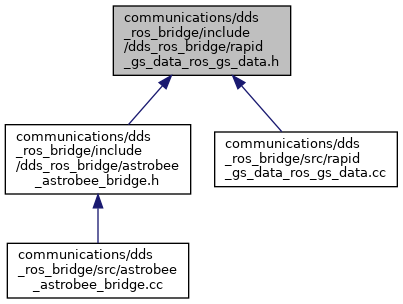 communications/dds
_ros_bridge/include
/dds_ros_bridge/rapid
_gs_data_ros_gs_data.h
communications/dds
_ros_bridge/include
/dds_ros_bridge/astrobee
_astrobee_bridge.h
communications/dds
_ros_bridge/src/rapid
_gs_data_ros_gs_data.cc
communications/dds
_ros_bridge/src/astrobee
_astrobee_bridge.cc